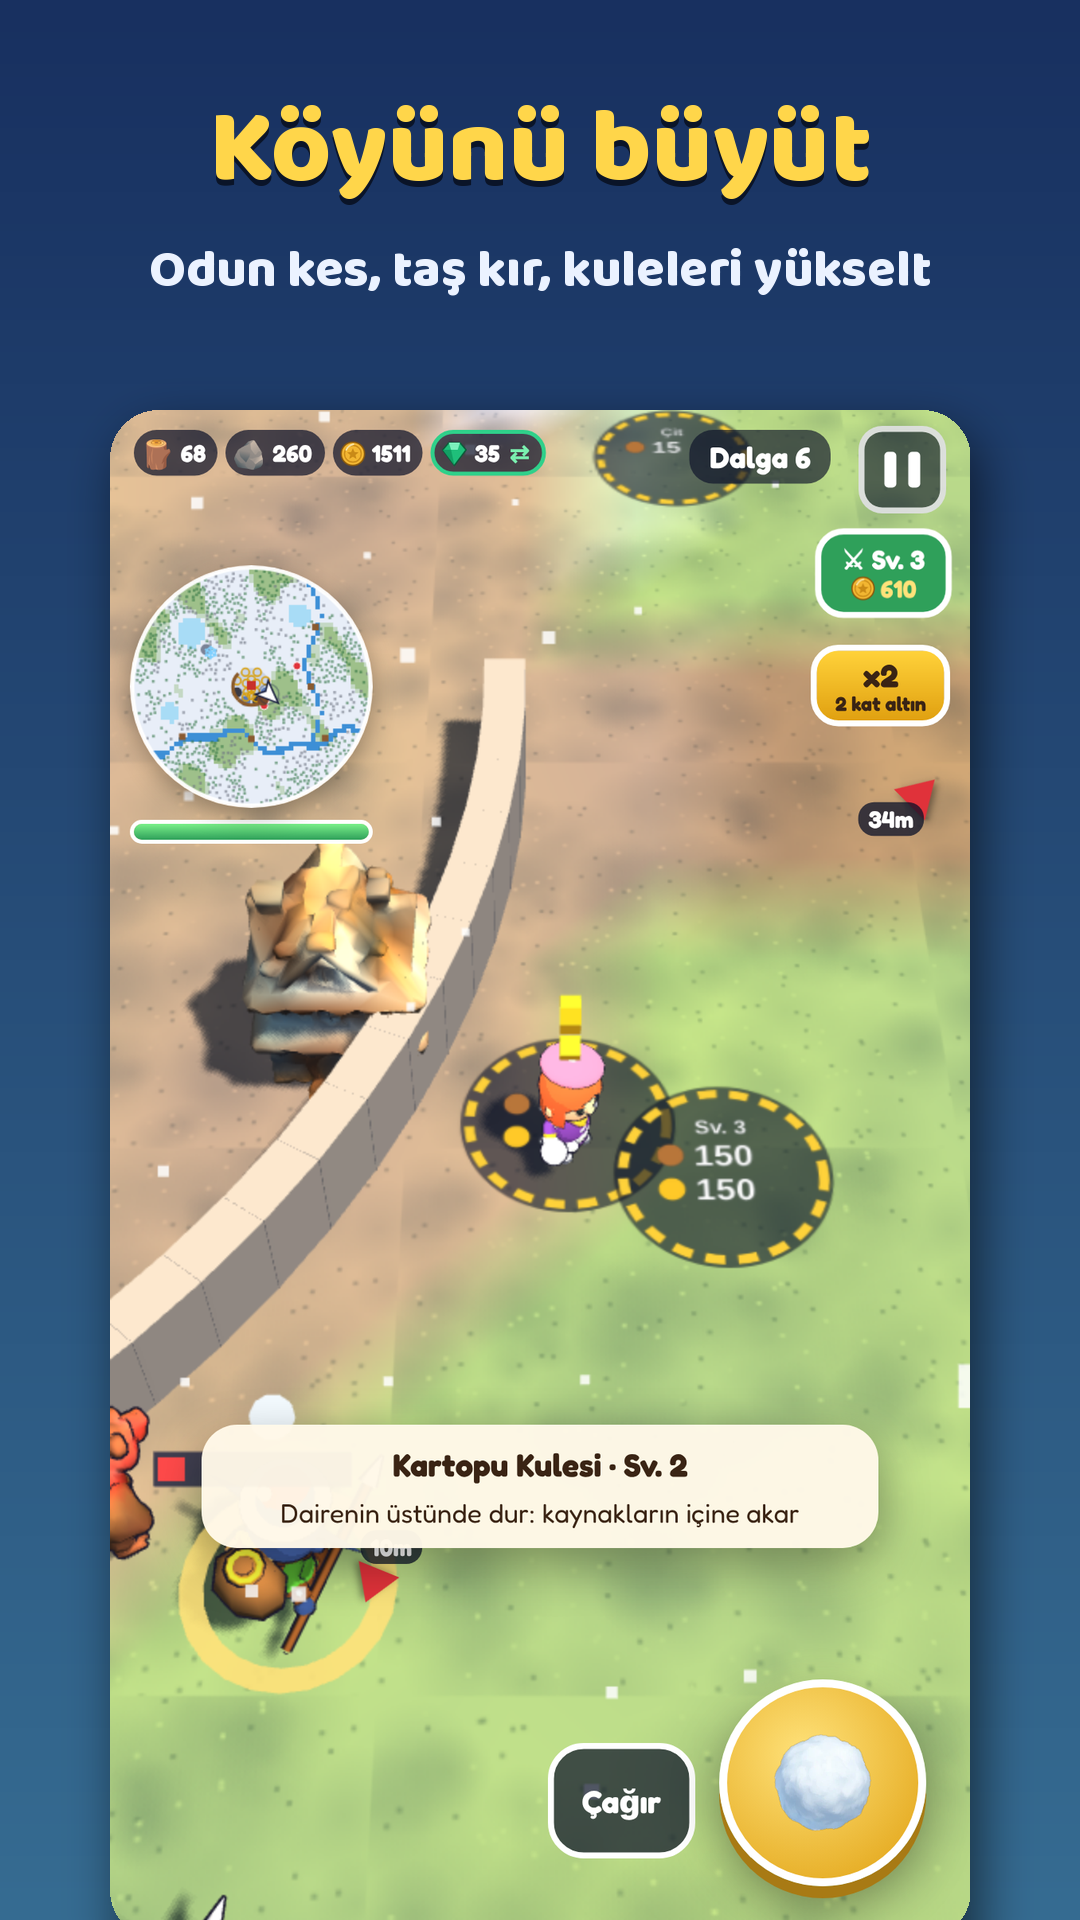 Köyünü büyüt
Odun kes, taş kır, kuleleri yükselt
68 260 1511 35
Çit
15
Dalga 6
Sv. 3
610
x2
2 kat altın
34m
Sv. 3
150
150
Kartopu Kulesi · Sv. 2
Dairenin üstünde dur: kaynakların içine akar
10m
Çağır